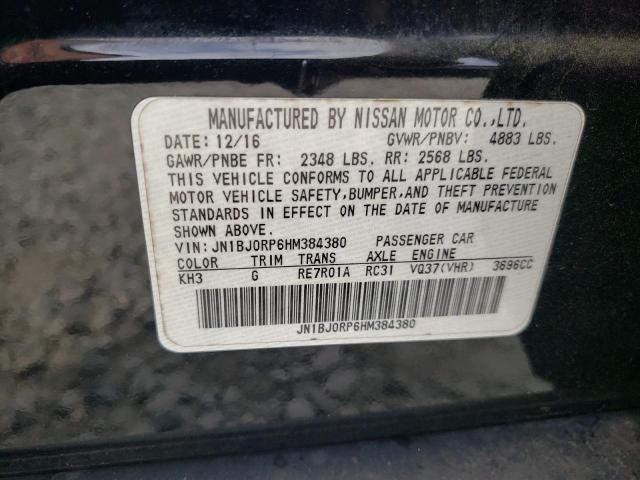 MANUFACTURED BY NISSAN MOTOR CO.,LTD.
DATE: 12/16 GVWR/PNBV: 4883 LBS.
GAWR/PNBE FR: 2348 LBS. RR: 2568 LBS.
THIS VEHICLE CONFORMS TO ALL APPLICABLE FEDERAL
MOTOR VEHICLE SAFETY,BUMPER,AND THEFT PREVENTION
STANDARDS IN EFFECT ON THE DATE OF MANUFACTURE
SHOWN ABOVE.
VIN:JN1BJ0RP6HM384380 PASSENGER CAR
COLOR TRIM TRANS AXLE ENGINE
KH3 G RE7R01A RC31 VQ37(VHR) 3696CC
JN1BJ0RP6HM384380